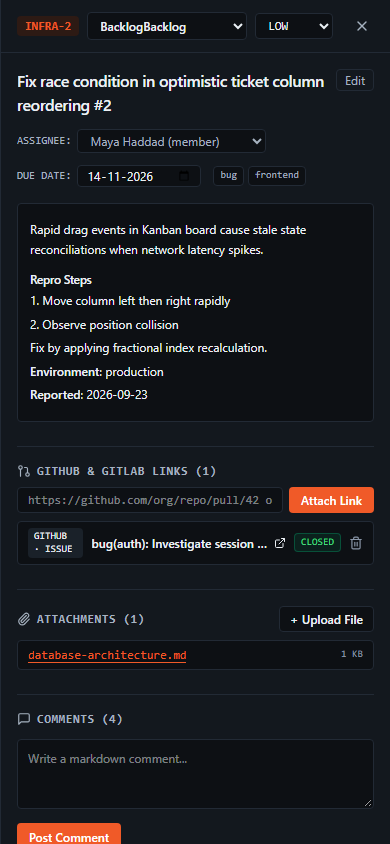 INFRA-2 BacklogBacklog LOW
Fix race condition in optimistic ticket column Edit
reordering #2
ASSIGNEE: Maya Haddad (member)
DUE DATE: 14-11-2026 bug frontend
Rapid drag events in Kanban board cause stale state
reconciliations when network latency spikes.
Repro Steps
1. Move column left then right rapidly
2. Observe position collision
Fix by applying fractional index recalculation.
Environment: production
Reported: 2026-09-23
GITHUB & GITLAB LINKS (1)
https://github.com/org/repo/pull/42 o Attach Link
GITHUB
· ISSUE
bug(auth): Investigate session ... CLOSED
ATTACHMENTS (1) + Upload File
database-architecture.md 1 KB
COMMENTS (4)
Write a markdown comment...
Post Comment